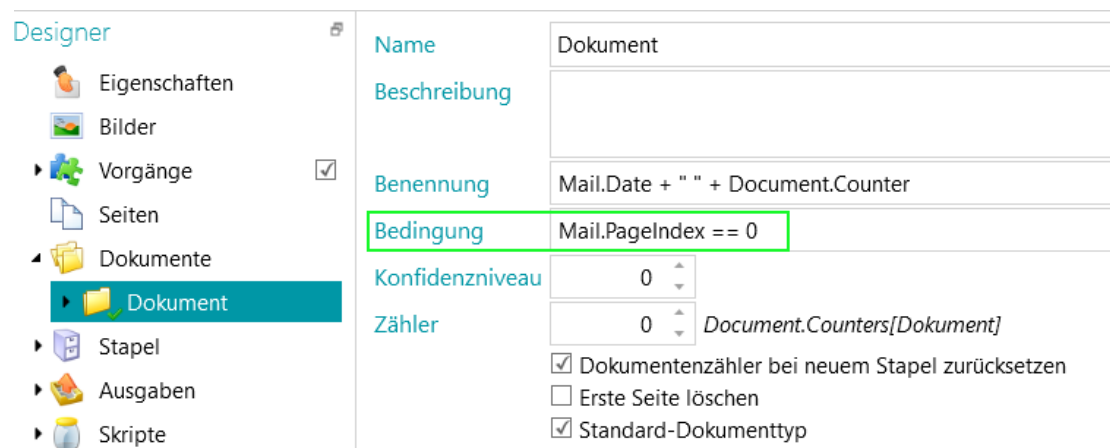 Designer
Eigenschaften
Bilder
Vorgänge
Seiten
Dokumente
Dokument
Stapel
Ausgaben
Skripte
Name Dokument
Beschreibung
Benennung Mail.Date + " " + Document.Counter
Bedingung Mail.PageIndex == 0
Konfidenzniveau 0
Zähler 0 Document.Counters[Dokument]
Dokumentenzähler bei neuem Stapel zurücksetzen
Erste Seite löschen
Standard-Dokumenttyp